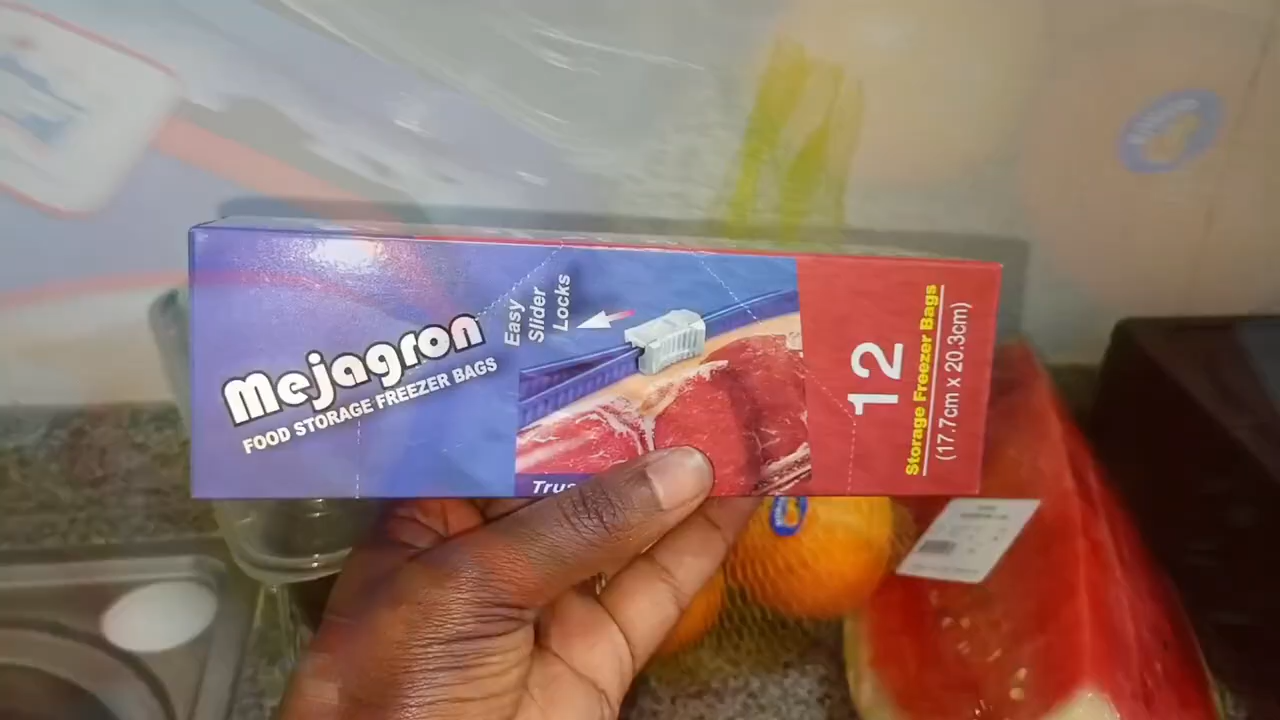 Mejagron
FOOD STORAGE FREEZER BAGS
Easy
Slider
Locks
12
Storage Freezer Bags
(17.7cm x 20.3cm)